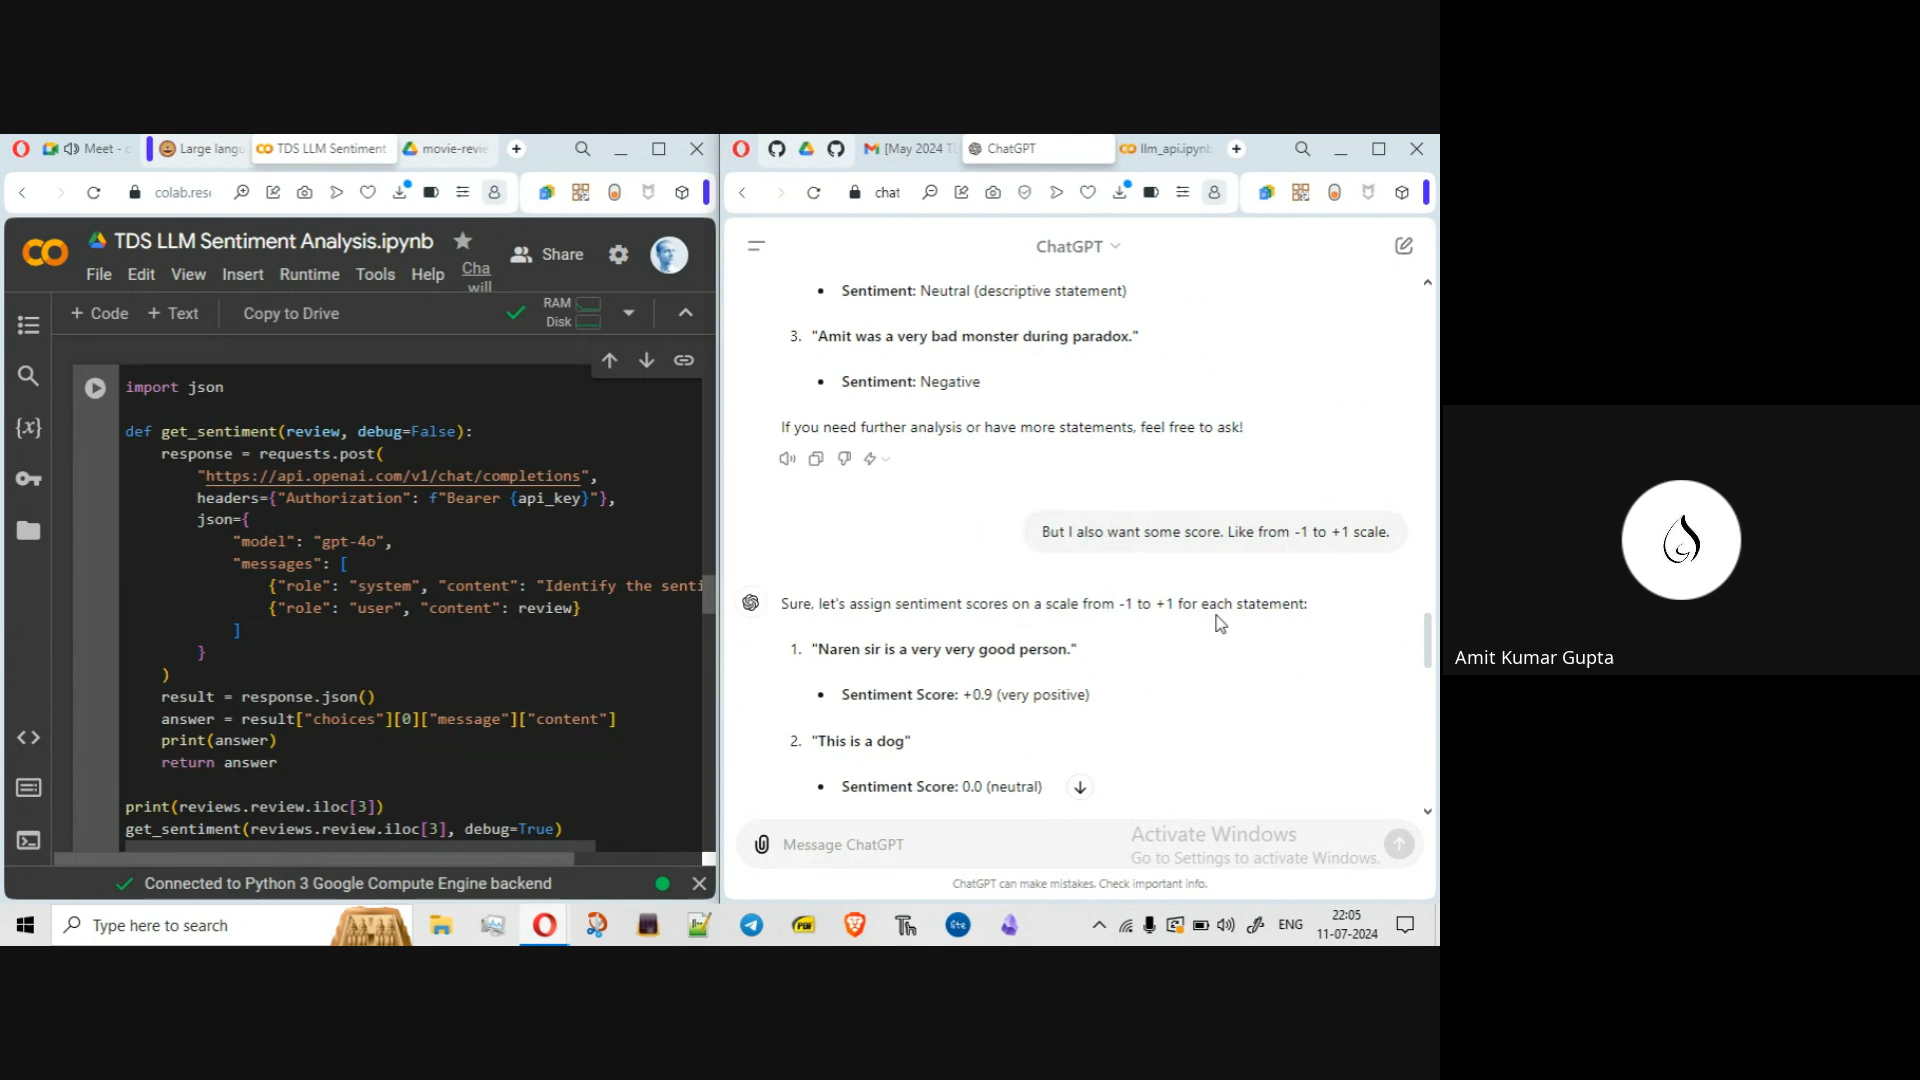 Meet -
Large langu
TDS LLM Sentiment
movie-revie
colab.res
TDS LLM Sentiment Analysis.ipynb
Share
File Edit View Insert Runtime Tools Help
Cha
will
+ Code + Text
Copy to Drive
RAM
Disk
import json
def get_sentiment(review, debug=False):
response = requests.post(
"https://api.openai.com/v1/chat/completions",
headers={"Authorization": f"Bearer {api_key}"},
json={
"model": "gpt-4o",
"messages": [
{"role": "system", "content": "Identify the senti
{"role": "user", "content": review}
]
}
)
result = response.json()
answer = result["choices"][0]["message"]["content"]
print(answer)
return answer
print(reviews.review.iloc[3])
get_sentiment(reviews.review.iloc[3], debug=True)
Connected to Python 3 Google Compute Engine backend
[May 2024 T
ChatGPT
llm_api.ipynb
chat
ChatGPT
• Sentiment: Neutral (descriptive statement)
3. "Amit was a very bad monster during paradox."
• Sentiment: Negative
If you need further analysis or have more statements, feel free to ask!
But I also want some score. Like from -1 to +1 scale.
Sure, let's assign sentiment scores on a scale from -1 to +1 for each statement:
1. "Naren sir is a very very good person."
• Sentiment Score: +0.9 (very positive)
2. "This is a dog"
• Sentiment Score: 0.0 (neutral)
Message ChatGPT
Activate Windows
Go to Settings to activate Windows.
ChatGPT can make mistakes. Check important info.
Type here to search
ENG
22:05
11-07-2024
Amit Kumar Gupta